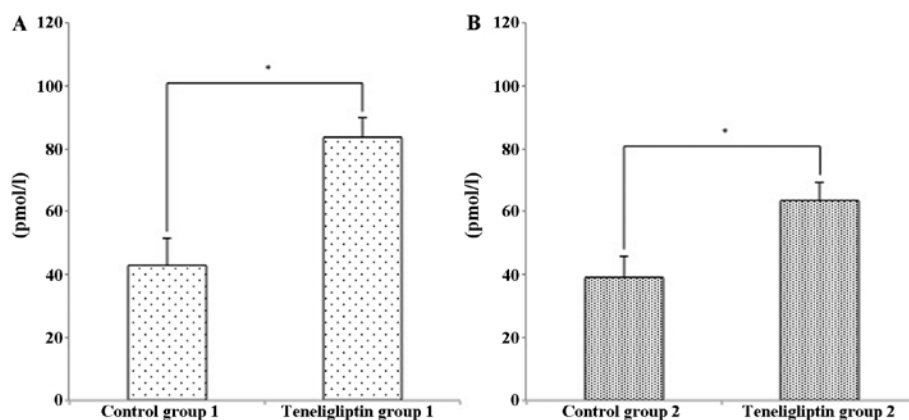 A
(pmol/l)
120
100
80
60
40
20
0
*
Control group 1
Teneligliptin group 1
B
(pmol/l)
120
100
80
60
40
20
0
*
Control group 2
Teneligliptin group 2